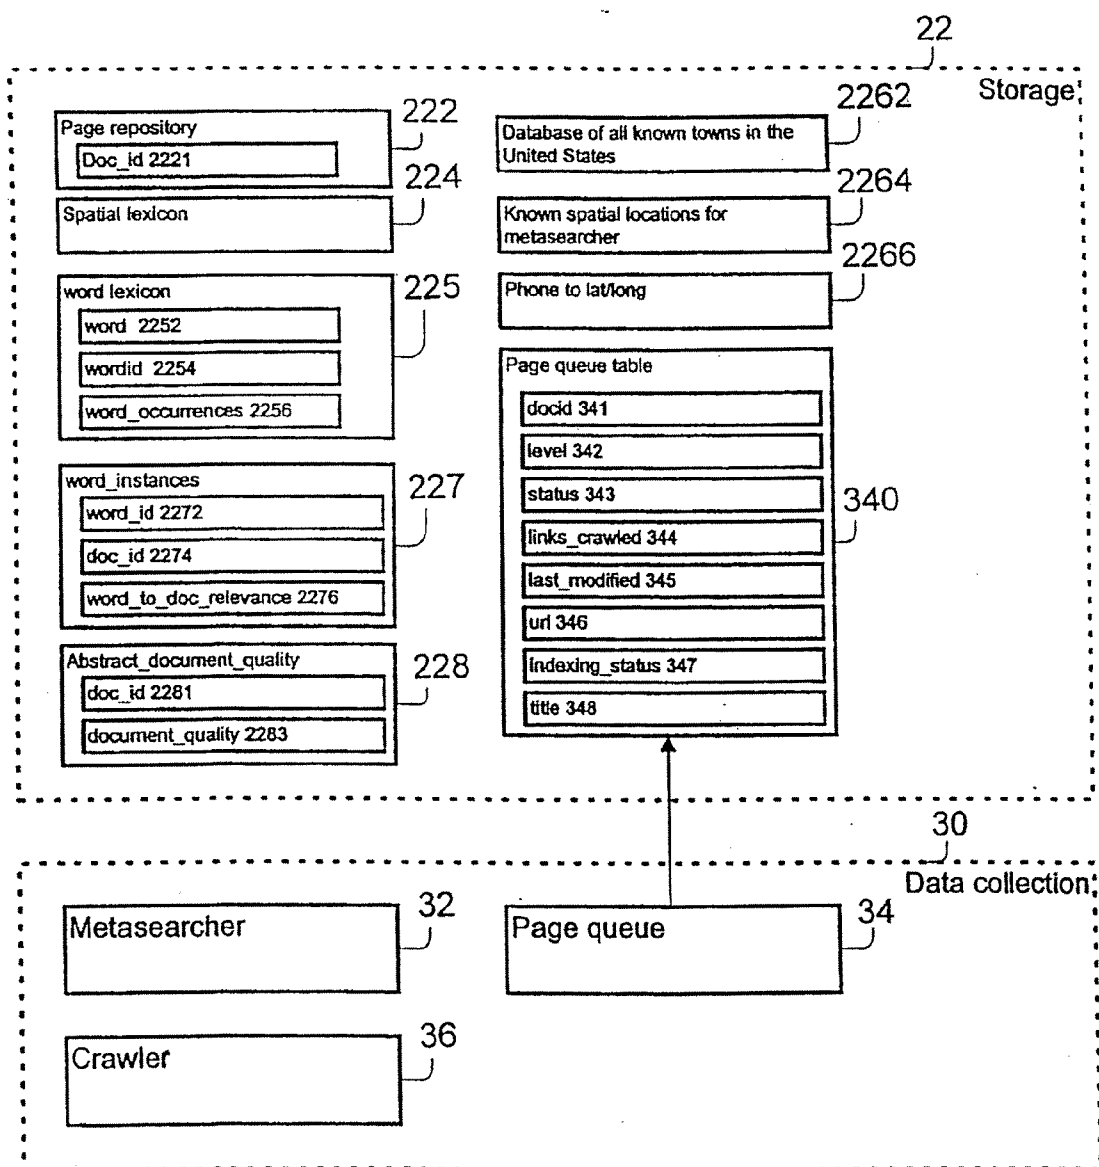 22
Storage
Page repository
Doc_id 2221
222
Spatial lexicon
224
word lexicon
word 2252
wordid 2254
word_occurrences 2256
225
word_instances
word_id 2272
doc_id 2274
word_to_doc_relevance 2276
227
Abstract_document_quality
doc_id 2281
document_quality 2283
228
Database of all known towns in the
United States
2262
Known spatial locations for
metasearcher
2264
Phone to lat/long
2266
Page queue table
docid 341
level 342
status 343
links_crawled 344
last_modified 345
url 346
Indexing_status 347
title 348
340
30
Data collection
Metasearcher
32
Page queue
34
Crawler
36